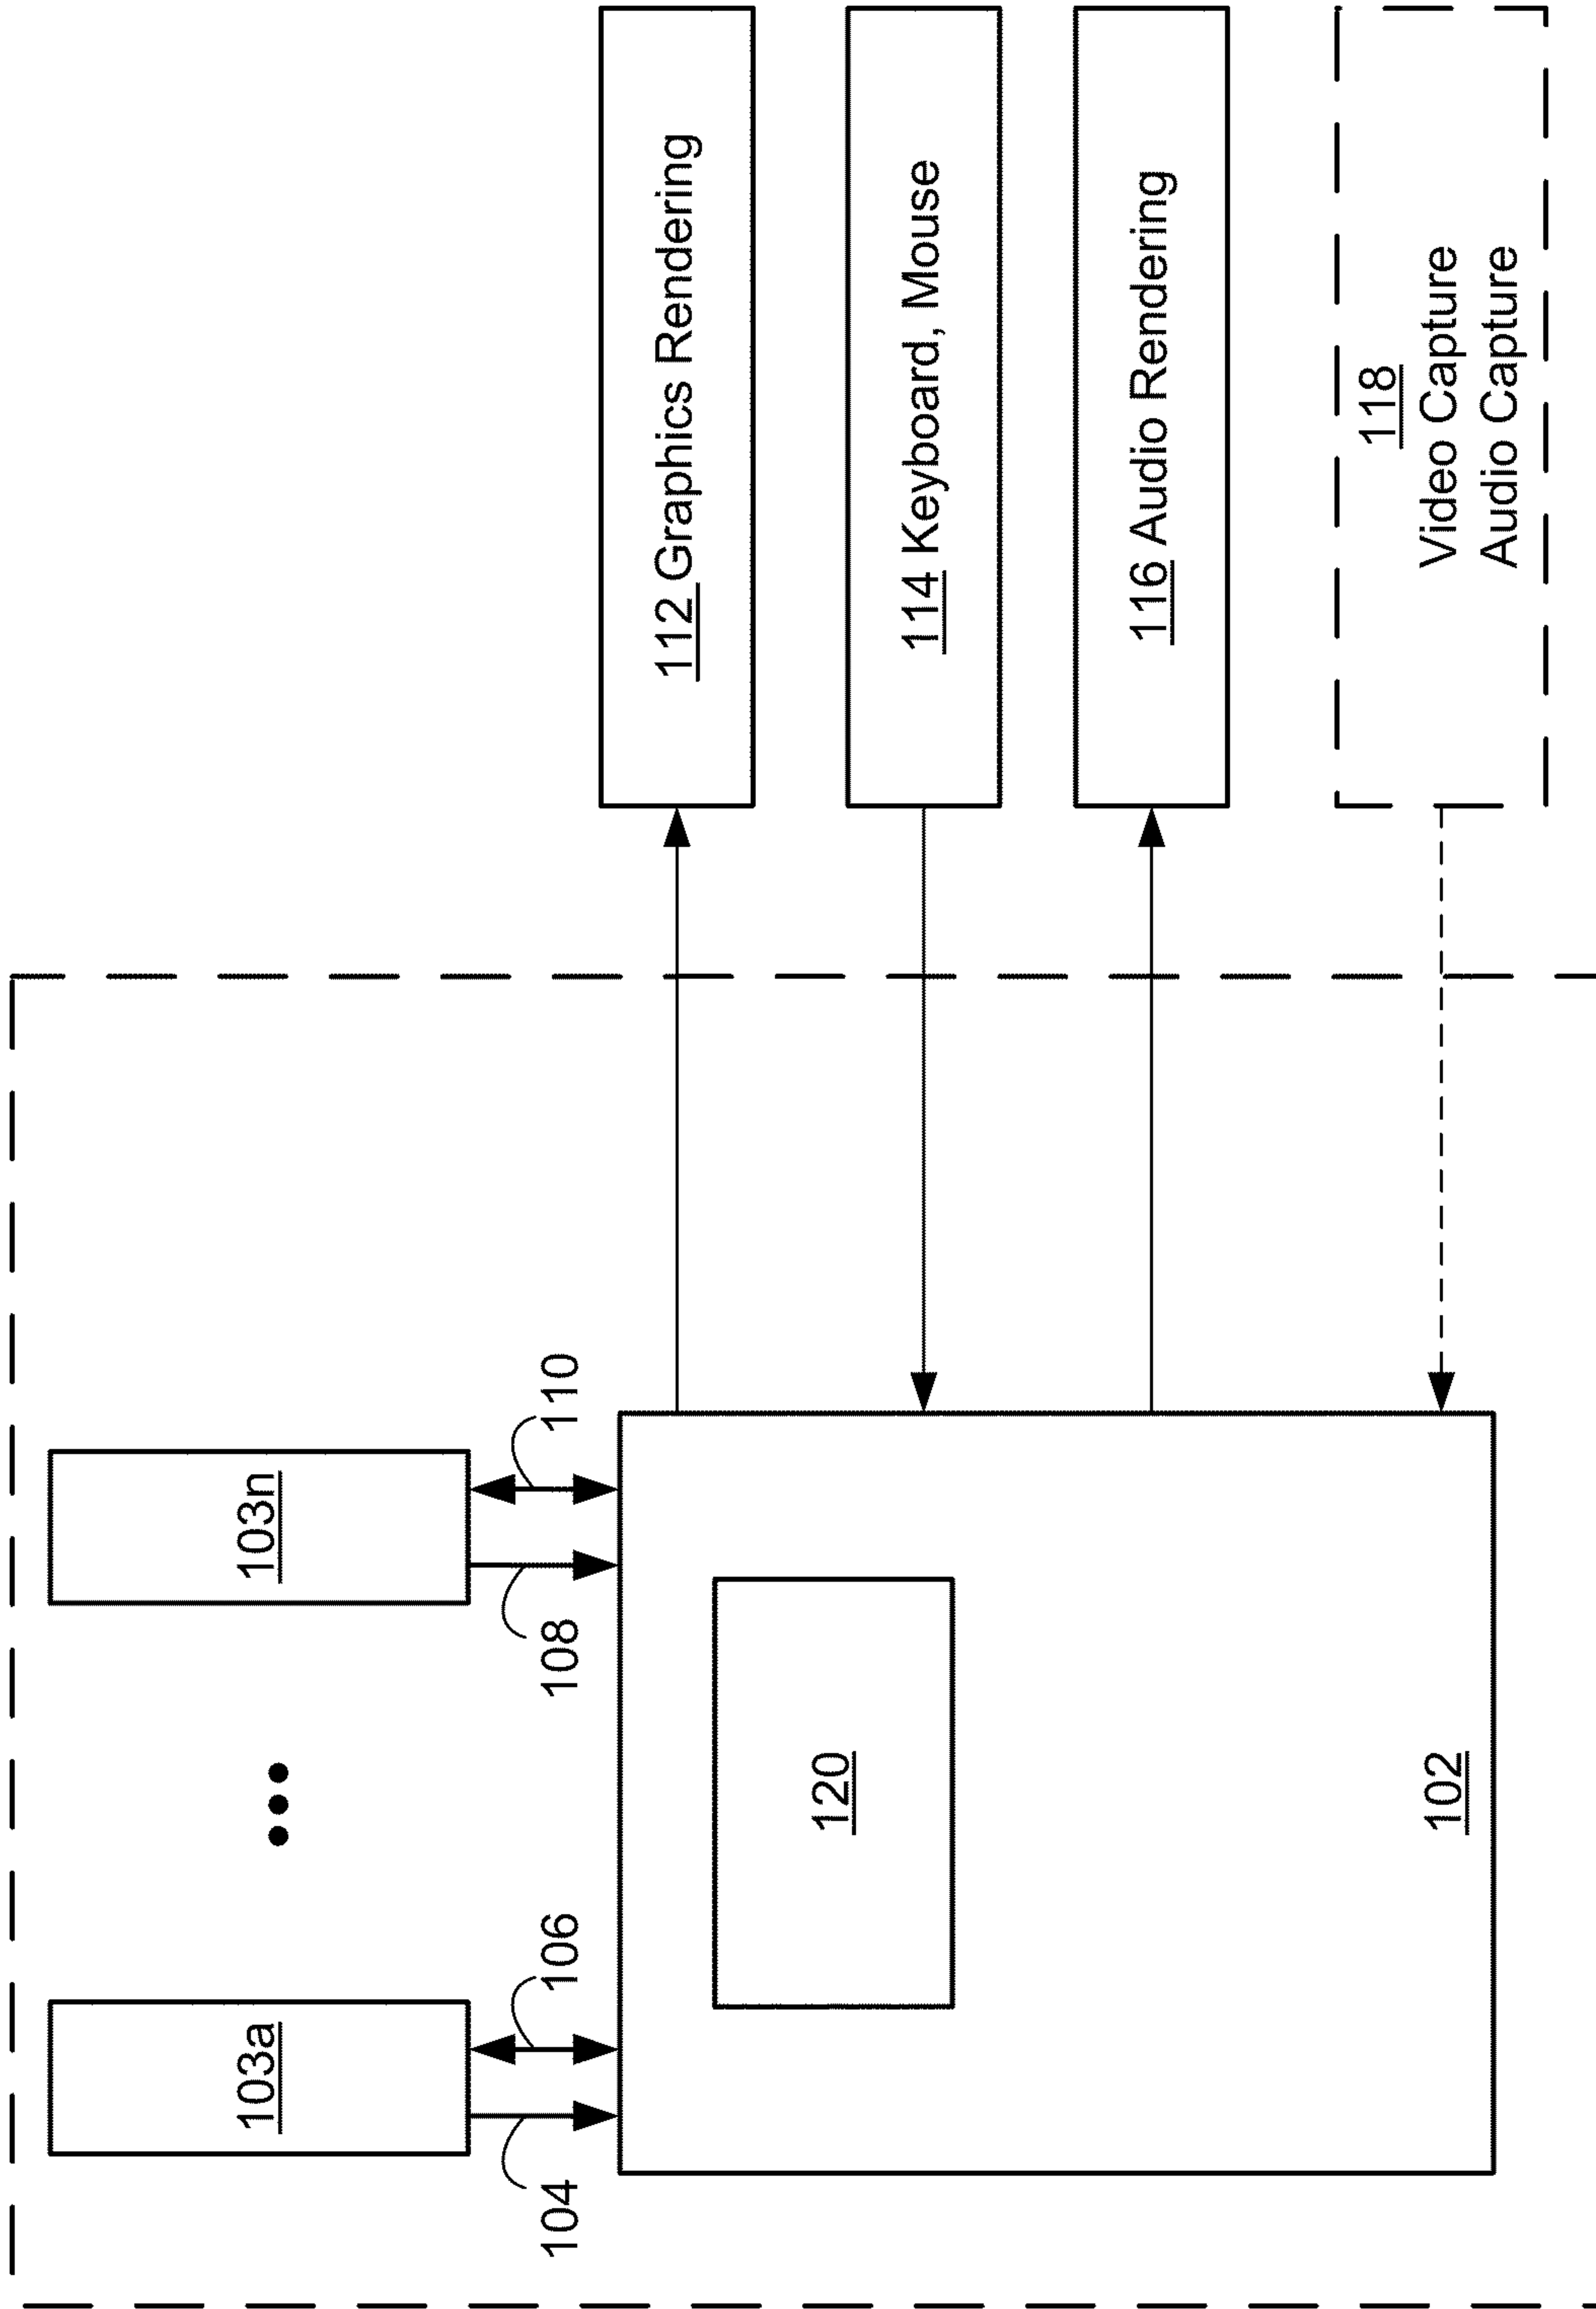 103a
103n
104
106
108
110
112 Graphics Rendering
120
114 Keyboard, Mouse
116 Audio Rendering
102
118
Video Capture
Audio Capture